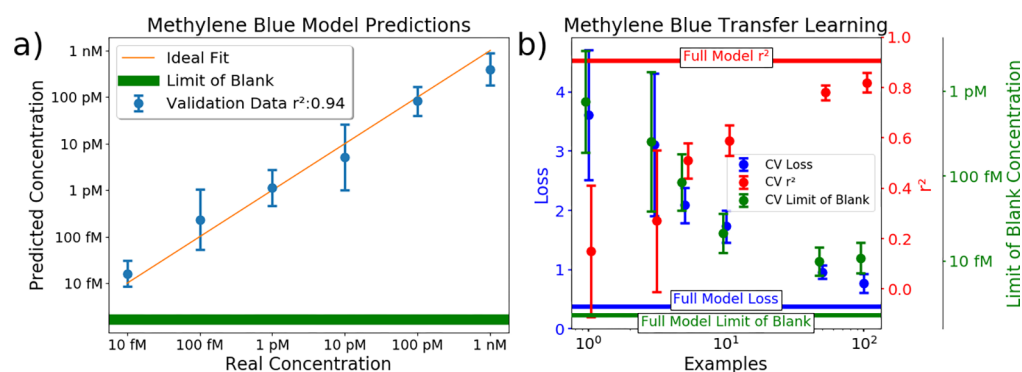 a)
Methylene Blue Model Predictions
Ideal Fit
Limit of Blank
Validation Data r²:0.94
Predicted Concentration
1 nM
100 pM
10 pM
1 pM
100 fM
10 fM
10 fM 100 fM 1 pM 10 pM 100 pM 1 nM
Real Concentration
b)
Methylene Blue Transfer Learning
Full Model r²
CV Loss
CV r²
CV Limit of Blank
Full Model Loss
Full Model Limit of Blank
Loss
4
3
2
1
0
10⁰ 10¹ 10²
Examples
1.0
0.8
0.6
0.4
0.2
0.0
r²
1 pM
100 fM
10 fM
Limit of Blank Concentration